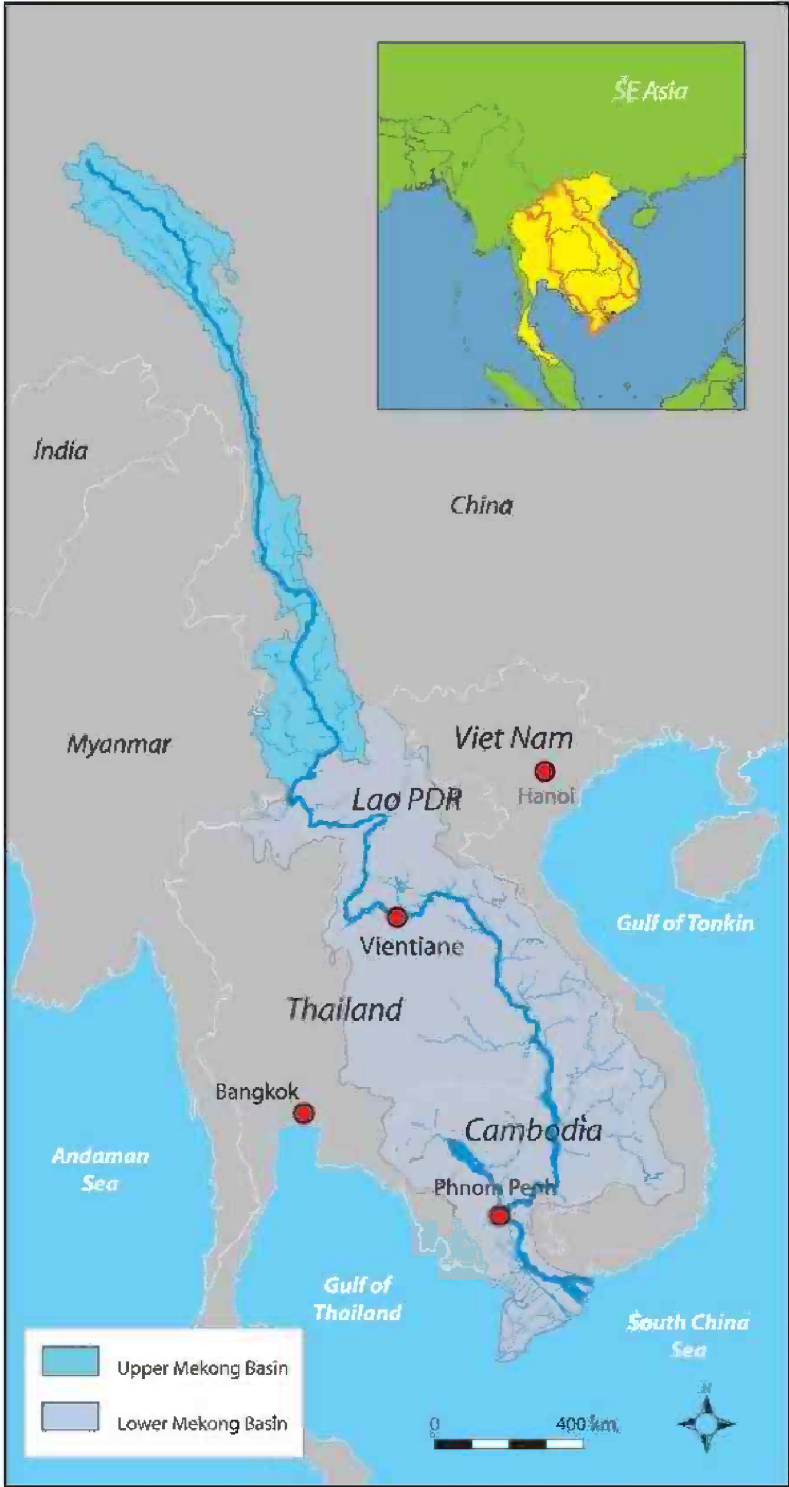 SE Asia
India
China
Myanmar
Viet Nam
Hanoi
Lao PDR
Gulf of Tonkin
Vientiane
Thailand
Bangkok
Cambodia
Andaman
Sea
Phnom Penh
Gulf of
Thailand
South China
Sea
Upper Mekong Basin
Lower Mekong Basin
0 400 km
N